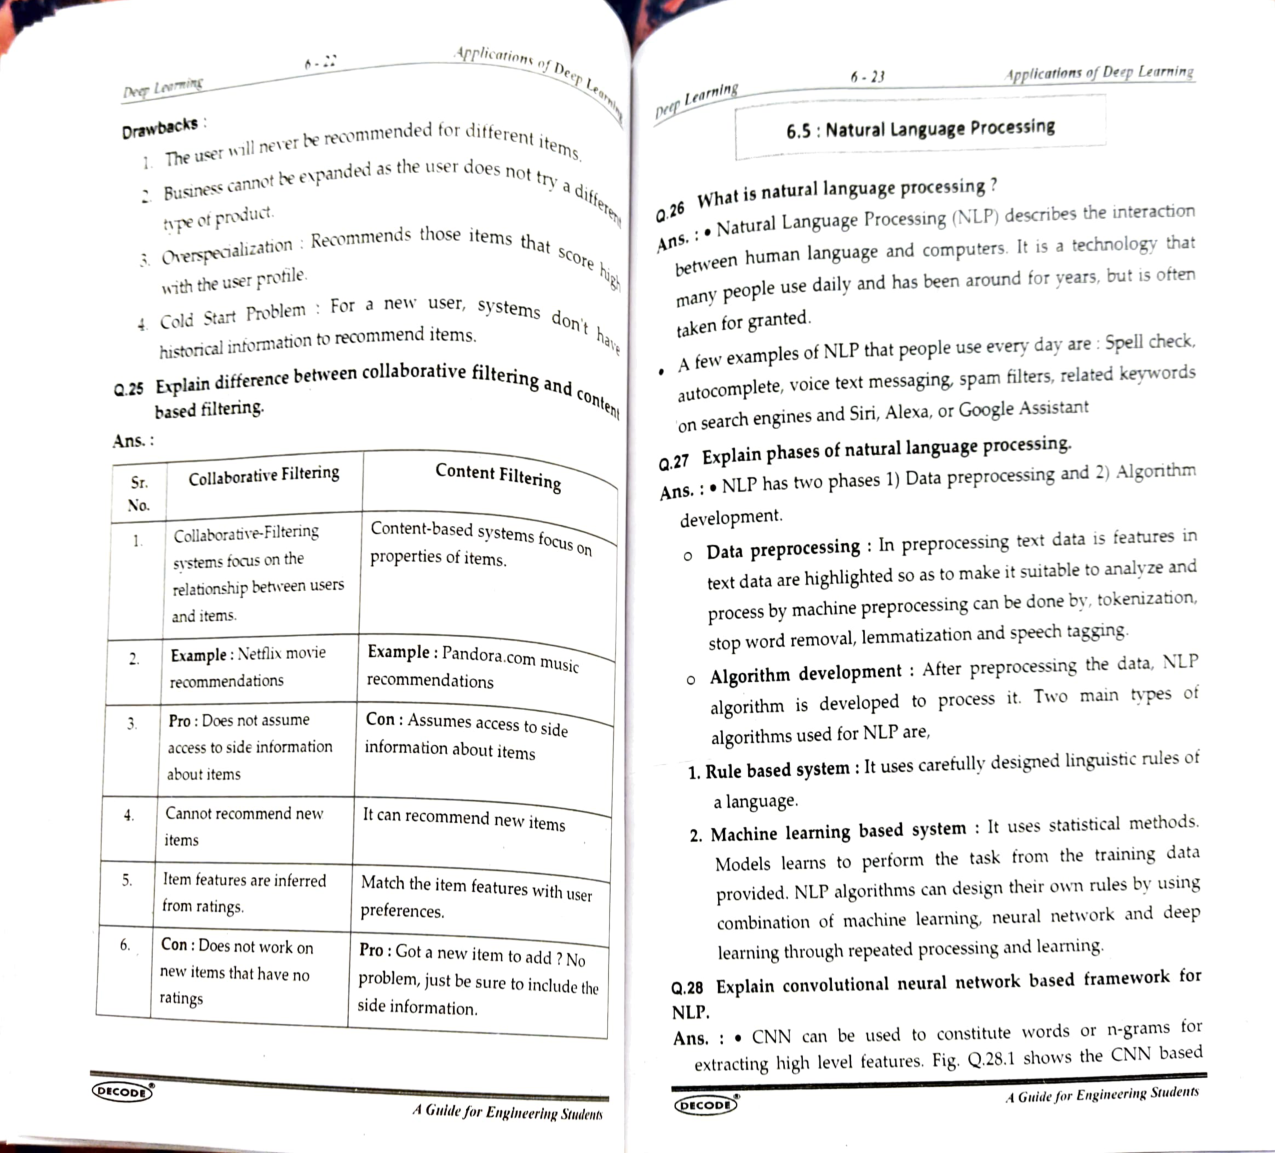 Deep Learning
6 - 22
Applications of Deep Learning
Drawbacks :
1. The user will never be recommended for different items.
2. Business cannot be expanded as the user does not try a different
type of product.
3. Overspecialization : Recommends those items that score high
with the user profile.
4. Cold Start Problem : For a new user, systems don't have
historical information to recommend items.
Q.25 Explain difference between collaborative filtering and content
based filtering.
Ans. :
Sr.
No.
Collaborative Filtering
Content Filtering
1.
Collaborative-Filtering
systems focus on the
relationship between users
and items.
Content-based systems focus on
properties of items.
2.
Example : Netflix movie
recommendations
Example : Pandora.com music
recommendations
3.
Pro : Does not assume
access to side information
about items
Con : Assumes access to side
information about items
4.
Cannot recommend new
items
It can recommend new items
5.
Item features are inferred
from ratings.
Match the item features with user
preferences.
6.
Con : Does not work on
new items that have no
ratings
Pro : Got a new item to add ? No
problem, just be sure to include the
side information.
DECODE®
A Guide for Engineering Students
Deep Learning
6 - 23
Applications of Deep Learning
6.5 : Natural Language Processing
Q.26 What is natural language processing ?
Ans. : • Natural Language Processing (NLP) describes the interaction
between human language and computers. It is a technology that
many people use daily and has been around for years, but is often
taken for granted.
• A few examples of NLP that people use every day are : Spell check,
autocomplete, voice text messaging, spam filters, related keywords
on search engines and Siri, Alexa, or Google Assistant
Q.27 Explain phases of natural language processing.
Ans. : • NLP has two phases 1) Data preprocessing and 2) Algorithm
development.
o Data preprocessing : In preprocessing text data is features in
text data are highlighted so as to make it suitable to analyze and
process by machine preprocessing can be done by, tokenization,
stop word removal, lemmatization and speech tagging.
o Algorithm development : After preprocessing the data, NLP
algorithm is developed to process it. Two main types of
algorithms used for NLP are,
1. Rule based system : It uses carefully designed linguistic rules of
a language.
2. Machine learning based system : It uses statistical methods.
Models learns to perform the task from the training data
provided. NLP algorithms can design their own rules by using
combination of machine learning, neural network and deep
learning through repeated processing and learning.
Q.28 Explain convolutional neural network based framework for
NLP.
Ans. : • CNN can be used to constitute words or n-grams for
extracting high level features. Fig. Q.28.1 shows the CNN based
DECODE®
A Guide for Engineering Students